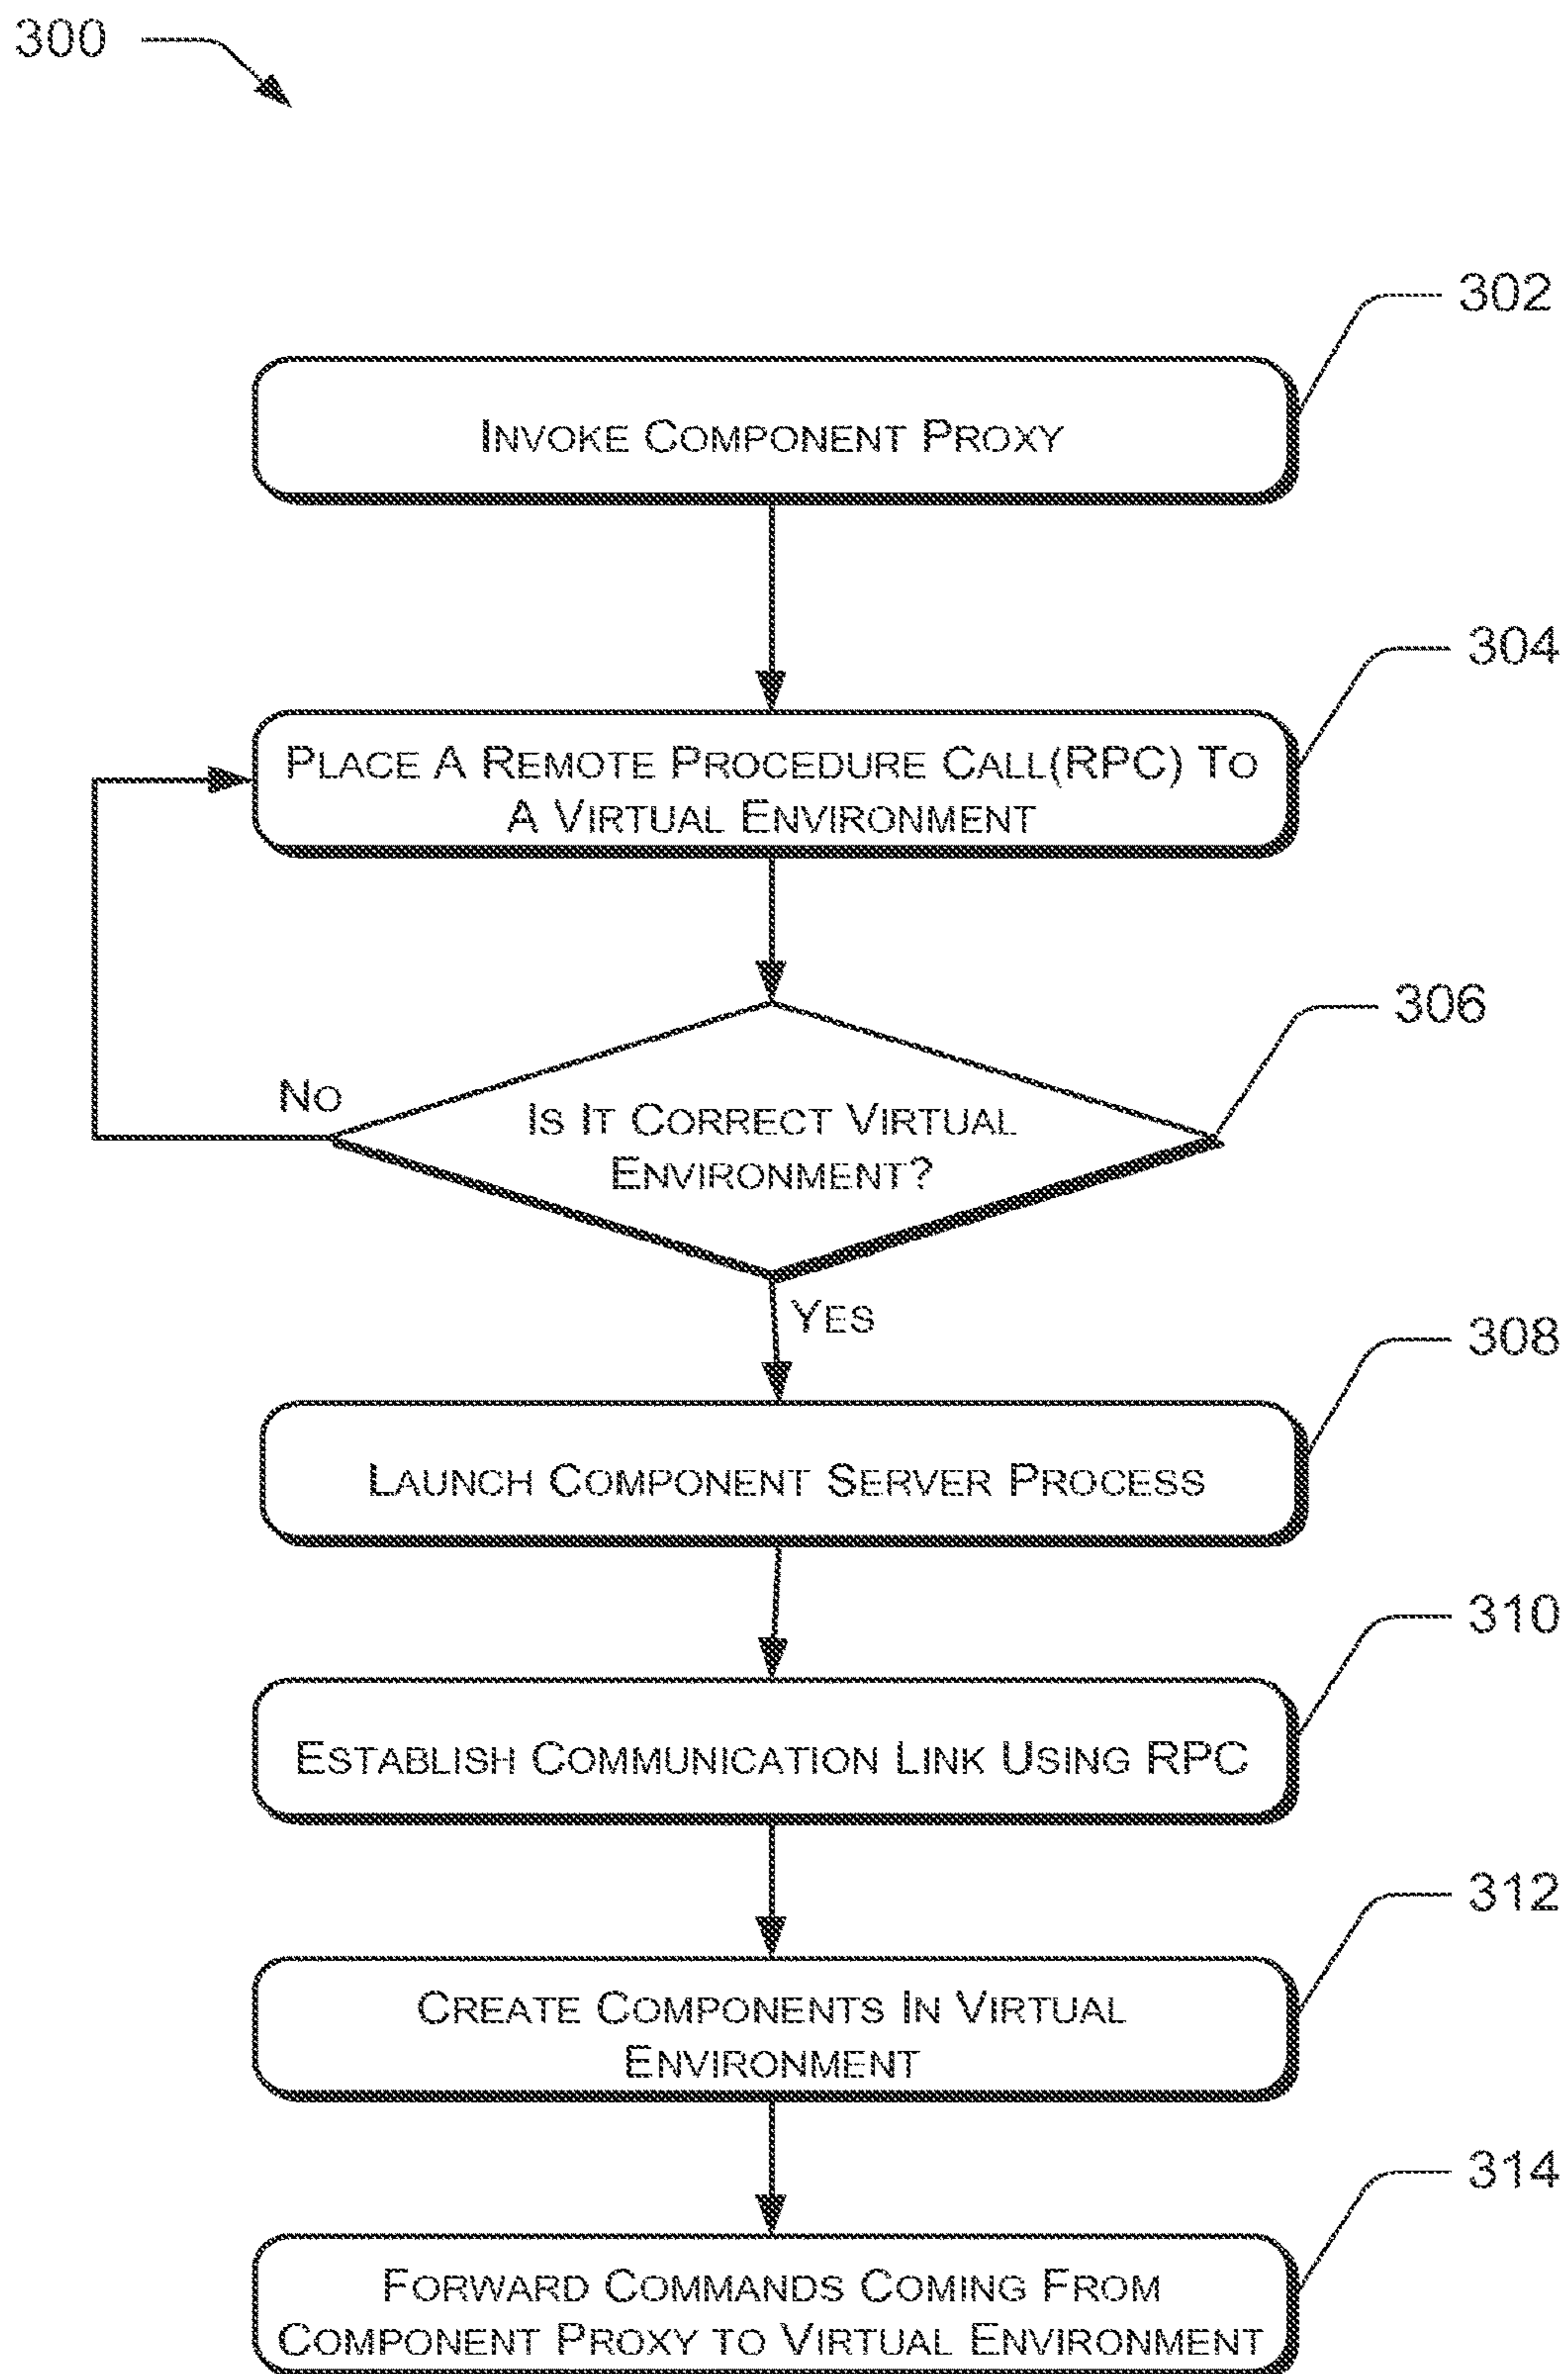 300
302
INVOKE COMPONENT PROXY
304
PLACE A REMOTE PROCEDURE CALL(RPC) TO
A VIRTUAL ENVIRONMENT
306
NO
IS IT CORRECT VIRTUAL
ENVIRONMENT?
YES
308
LAUNCH COMPONENT SERVER PROCESS
310
ESTABLISH COMMUNICATION LINK USING RPC
312
CREATE COMPONENTS IN VIRTUAL
ENVIRONMENT
314
FORWARD COMMANDS COMING FROM
COMPONENT PROXY TO VIRTUAL ENVIRONMENT